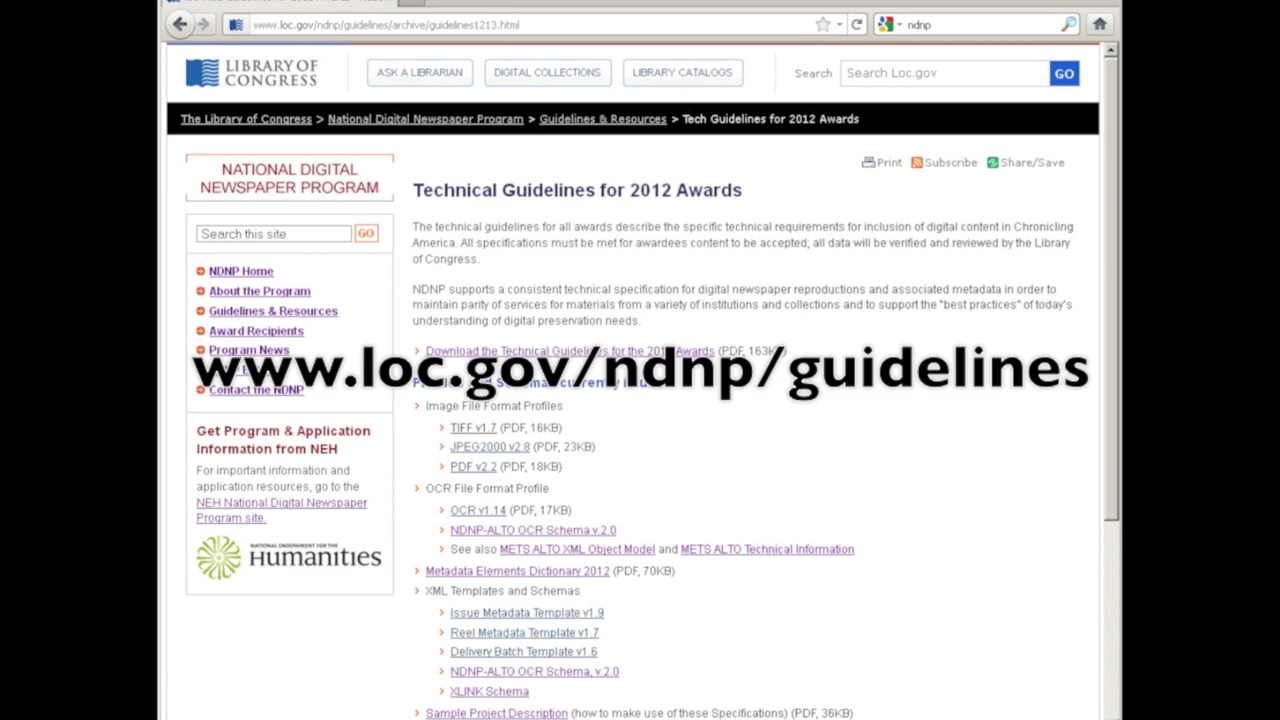 www.loc.gov/ndnp/guidelines/archive/guidelines1213.html
ndnp
LIBRARY OF CONGRESS
ASK A LIBRARIAN
DIGITAL COLLECTIONS
LIBRARY CATALOGS
Search
Search Loc.gov
GO
The Library of Congress > National Digital Newspaper Program > Guidelines & Resources > Tech Guidelines for 2012 Awards
Print Subscribe Share/Save
NATIONAL DIGITAL
NEWSPAPER PROGRAM
Search this site GO
NDNP Home
About the Program
Guidelines & Resources
Award Recipients
Program News
Contact the NDNP
Get Program & Application
Information from NEH
For important information and
application resources, go to the
NEH National Digital Newspaper
Program site.
NATIONAL ENDOWMENT FOR THE
Humanities
Technical Guidelines for 2012 Awards
The technical guidelines for all awards describe the specific technical requirements for inclusion of digital content in Chronicling
America. All specifications must be met for awardees content to be accepted; all data will be verified and reviewed by the Library
of Congress.
NDNP supports a consistent technical specification for digital newspaper reproductions and associated metadata in order to
maintain parity of services for materials from a variety of institutions and collections and to support the "best practices" of today's
understanding of digital preservation needs.
Download the Technical Guidelines for the 2012 Awards (PDF, 163K
www.loc.gov/ndnp/guidelines
Image File Format Profiles
TIFF v1.7 (PDF, 16KB)
JPEG2000 v2.8 (PDF, 23KB)
PDF v2.2 (PDF, 18KB)
OCR File Format Profile
OCR v1.14 (PDF, 17KB)
NDNP-ALTO OCR Schema v.2.0
See also METS ALTO XML Object Model and METS ALTO Technical Information
Metadata Elements Dictionary 2012 (PDF, 70KB)
XML Templates and Schemas
Issue Metadata Template v1.9
Reel Metadata Template v1.7
Delivery Batch Template v1.6
NDNP-ALTO OCR Schema, v.2.0
XLINK Schema
Sample Project Description (how to make use of these Specifications) (PDF, 36KB)